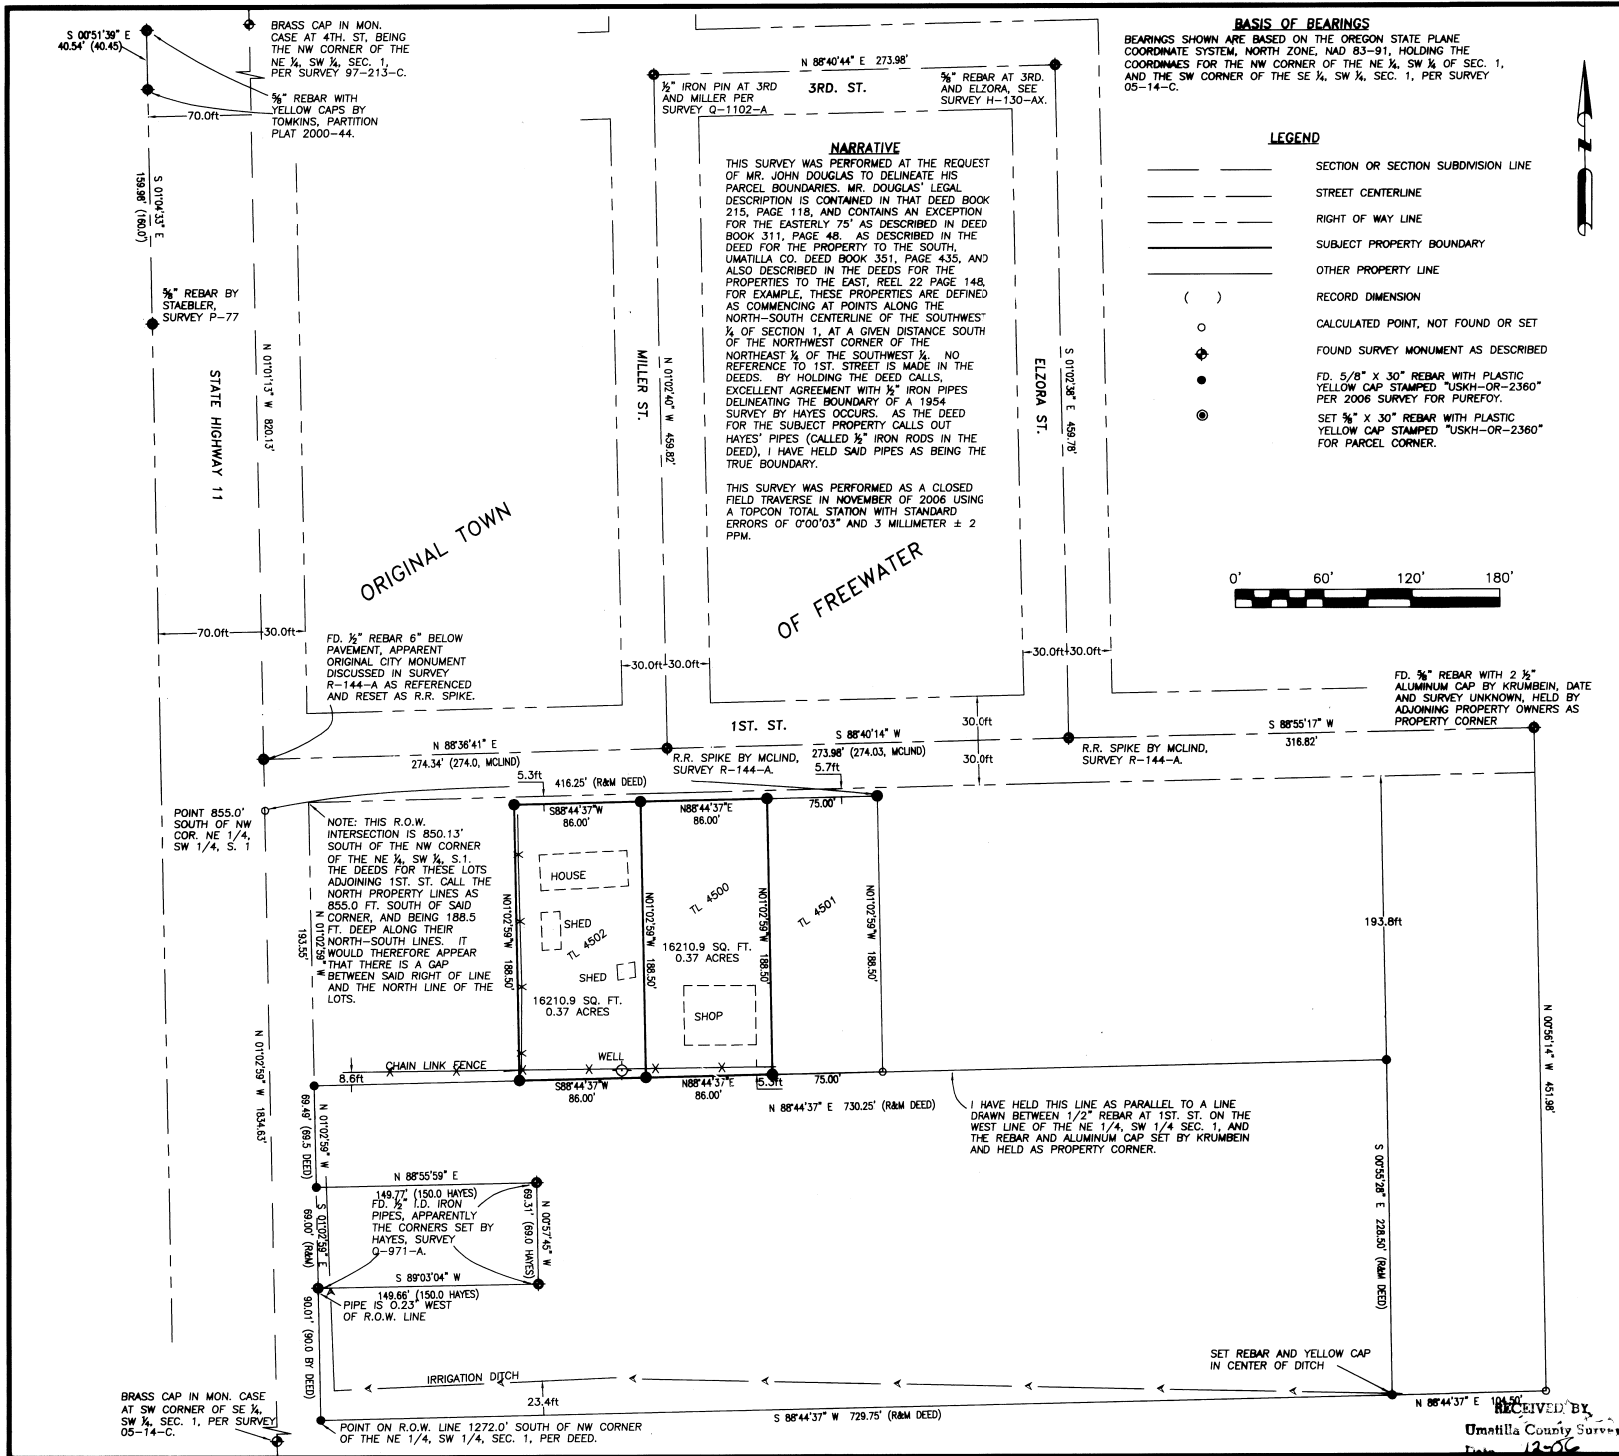 S 00°51'39" E
40.54' (40.45)
BRASS CAP IN MON.
CASE AT 4TH. ST, BEING
THE NW CORNER OF THE
NE ¼, SW ¼, SEC. 1,
PER SURVEY 97-213-C.
⅝" REBAR WITH
YELLOW CAPS BY
TOMKINS, PARTITION
PLAT 2000-44.
70.0ft
S 01°04'33" E
159.98' (160.0')
⅝" REBAR BY
STAEBLER,
SURVEY P-77
STATE HIGHWAY 11
N 01°01'13" W 820.13'
N 88°40'44" E 273.98'
3RD. ST.
½" IRON PIN AT 3RD
AND MILLER PER
SURVEY Q-1102-A
⅝" REBAR AT 3RD.
AND ELZORA, SEE
SURVEY H-130-AX.
NARRATIVE
THIS SURVEY WAS PERFORMED AT THE REQUEST
OF MR. JOHN DOUGLAS TO DELINEATE HIS
PARCEL BOUNDARIES. MR. DOUGLAS' LEGAL
DESCRIPTION IS CONTAINED IN THAT DEED BOOK
215, PAGE 118, AND CONTAINS AN EXCEPTION
FOR THE EASTERLY 75' AS DESCRIBED IN DEED
BOOK 311, PAGE 48. AS DESCRIBED IN THE
DEED FOR THE PROPERTY TO THE SOUTH,
UMATILLA CO. DEED BOOK 351, PAGE 435, AND
ALSO DESCRIBED IN THE DEEDS FOR THE
PROPERTIES TO THE EAST, REEL 22 PAGE 148,
FOR EXAMPLE, THESE PROPERTIES ARE DEFINED
AS COMMENCING AT POINTS ALONG THE
NORTH-SOUTH CENTERLINE OF THE SOUTHWEST
¼ OF SECTION 1, AT A GIVEN DISTANCE SOUTH
OF THE NORTHWEST CORNER OF THE
NORTHEAST ¼ OF THE SOUTHWEST ¼. NO
REFERENCE TO 1ST. STREET IS MADE IN THE
DEEDS. BY HOLDING THE DEED CALLS,
EXCELLENT AGREEMENT WITH ½" IRON PIPES
DELINEATING THE BOUNDARY OF A 1954
SURVEY BY HAYES OCCURS. AS THE DEED
FOR THE SUBJECT PROPERTY CALLS OUT
HAYES' PIPES (CALLED ½" IRON RODS IN THE
DEED), I HAVE HELD SAID PIPES AS BEING THE
TRUE BOUNDARY.
THIS SURVEY WAS PERFORMED AS A CLOSED
FIELD TRAVERSE IN NOVEMBER OF 2006 USING
A TOPCON TOTAL STATION WITH STANDARD
ERRORS OF 0°00'03" AND 3 MILLIMETER ± 2
PPM.
MILLER ST.
N 01°02'40" W 459.82'
ELZORA ST.
S 01°02'38" E 459.78'
BASIS OF BEARINGS
BEARINGS SHOWN ARE BASED ON THE OREGON STATE PLANE
COORDINATE SYSTEM, NORTH ZONE, NAD 83-91, HOLDING THE
COORDINAES FOR THE NW CORNER OF THE NE ¼, SW ¼ OF SEC. 1,
AND THE SW CORNER OF THE SE ¼, SW ¼, SEC. 1, PER SURVEY
05-14-C.
N
LEGEND
SECTION OR SECTION SUBDIVISION LINE
STREET CENTERLINE
RIGHT OF WAY LINE
SUBJECT PROPERTY BOUNDARY
OTHER PROPERTY LINE
( ) RECORD DIMENSION
CALCULATED POINT, NOT FOUND OR SET
FOUND SURVEY MONUMENT AS DESCRIBED
FD. 5/8" X 30" REBAR WITH PLASTIC
YELLOW CAP STAMPED "USKH-OR-2360"
PER 2006 SURVEY FOR PUREFOY.
SET ⅝" X 30" REBAR WITH PLASTIC
YELLOW CAP STAMPED "USKH-OR-2360"
FOR PARCEL CORNER.
0' 60' 120' 180'
ORIGINAL TOWN
OF FREEWATER
70.0ft 30.0ft
30.0ft 30.0ft
30.0ft 30.0ft
FD. ½" REBAR 6" BELOW
PAVEMENT, APPARENT
ORIGINAL CITY MONUMENT
DISCUSSED IN SURVEY
R-144-A AS REFERENCED
AND RESET AS R.R. SPIKE.
FD. ⅝" REBAR WITH 2 ½"
ALUMINUM CAP BY KRUMBEIN, DATE
AND SURVEY UNKNOWN, HELD BY
ADJOINING PROPERTY OWNERS AS
PROPERTY CORNER
1ST. ST.
N 88°36'41" E
274.34' (274.0, MCLIND)
S 88°40'14" W
273.98' (274.03, MCLIND)
30.0ft
30.0ft
S 88°55'17" W
316.82'
R.R. SPIKE BY MCLIND,
SURVEY R-144-A.
R.R. SPIKE BY MCLIND,
SURVEY R-144-A.
5.3ft
416.25' (R&M DEED)
5.7ft
POINT 855.0'
SOUTH OF NW
COR. NE 1/4,
SW 1/4, S. 1
NOTE: THIS R.O.W.
INTERSECTION IS 850.13'
SOUTH OF THE NW CORNER
OF THE NE ¼, SW ¼, S.1.
THE DEEDS FOR THESE LOTS
ADJOINING 1ST. ST. CALL THE
NORTH PROPERTY LINES AS
855.0 FT. SOUTH OF SAID
CORNER, AND BEING 188.5
FT. DEEP ALONG THEIR
NORTH-SOUTH LINES. IT
WOULD THEREFORE APPEAR
THAT THERE IS A GAP
BETWEEN SAID RIGHT OF LINE
AND THE NORTH LINE OF THE
LOTS.
N 01°02'59" W
193.55'
S88°44'37"W
86.00'
N88°44'37"E
86.00'
75.00'
HOUSE
SHED
TL 4502
SHED
16210.9 SQ. FT.
0.37 ACRES
N01°02'59"W 188.50'
N01°02'59"W 188.50'
TL 4500
16210.9 SQ. FT.
0.37 ACRES
SHOP
N01°02'59"W 188.50'
TL 4501
N01°02'59"W 188.50'
193.8ft
N 01°02'59" W 1834.63'
CHAIN LINK FENCE
8.6ft
WELL
S88°44'37"W
86.00'
N88°44'37"E
86.00'
5.3ft
75.00'
N 88°44'37" E 730.25' (R&M DEED)
I HAVE HELD THIS LINE AS PARALLEL TO A LINE
DRAWN BETWEEN 1/2" REBAR AT 1ST. ST. ON THE
WEST LINE OF THE NE 1/4, SW 1/4 SEC. 1, AND
THE REBAR AND ALUMINUM CAP SET BY KRUMBEIN
AND HELD AS PROPERTY CORNER.
N 00°56'14" W 451.98'
S 00°55'28" E 228.50' (R&M DEED)
N 01°02'59" W
69.49' (69.5 DEED)
N 88°55'59" E
149.77' (150.0 HAYES)
FD. ½" I.D. IRON
PIPES, APPARENTLY
THE CORNERS SET BY
HAYES, SURVEY
Q-971-A.
N 00°57'45" W
69.31' (69.0 HAYES)
S 01°02'59" E
69.00' (R&M)
S 89°03'04" W
149.66' (150.0 HAYES)
PIPE IS 0.23' WEST
OF R.O.W. LINE
90.01' (90.0 BY DEED)
IRRIGATION DITCH
23.4ft
SET REBAR AND YELLOW CAP
IN CENTER OF DITCH
BRASS CAP IN MON. CASE
AT SW CORNER OF SE ¼,
SW ¼, SEC. 1, PER SURVEY
05-14-C.
POINT ON R.O.W. LINE 1272.0' SOUTH OF NW CORNER
OF THE NE 1/4, SW 1/4, SEC. 1, PER DEED.
S 88°44'37" W 729.75' (R&M DEED)
N 88°44'37" E 104.50'
RECEIVED BY
Umatilla County
Date 12-06